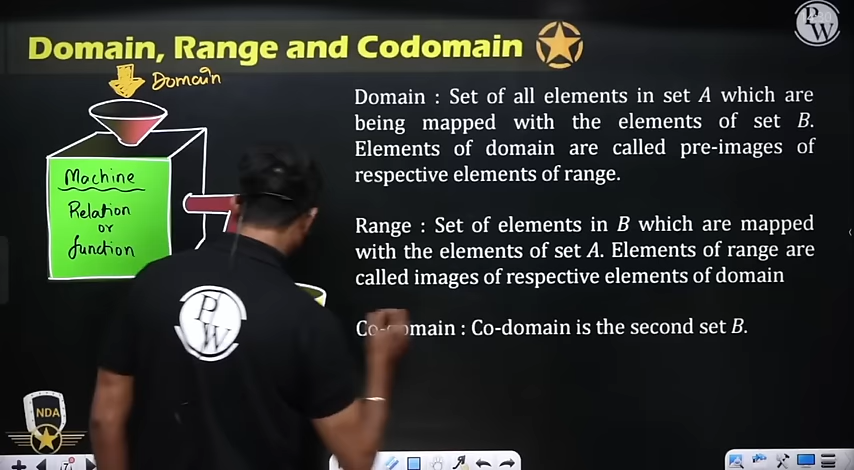 Domain, Range and Codomain
P
W
Domain
Domain : Set of all elements in set A which are
being mapped with the elements of set B.
Elements of domain are called pre-images of
respective elements of range.
Machine
Relation
or
function
Range : Set of elements in B which are mapped
with the elements of set A. Elements of range are
called images of respective elements of domain
Co-domain : Co-domain is the second set B.
P
W
NDA